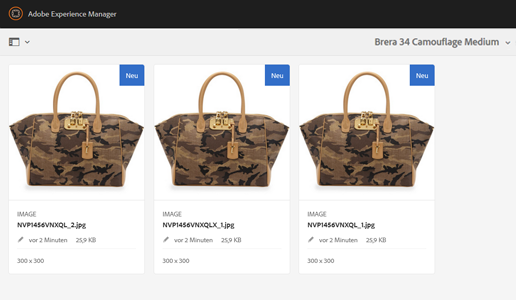 Adobe Experience Manager
Brera 34 Camouflage Medium
Neu
Neu
Neu
IMAGE
NVP1456VNXQL_2.jpg
vor 2 Minuten 25,9 KB
300 x 300
IMAGE
NVP1456VNXQLX_1.jpg
vor 2 Minuten 25,9 KB
300 x 300
IMAGE
NVP1456VNXQL_1.jpg
vor 2 Minuten 25,9 KB
300 x 300